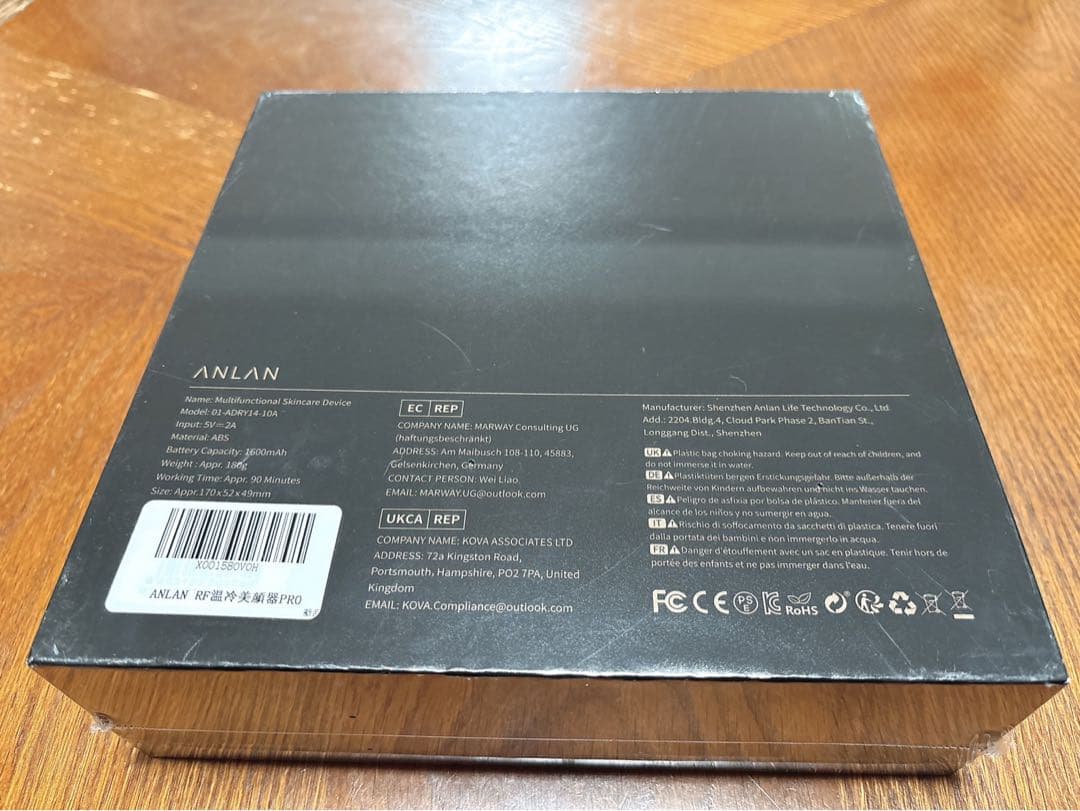 ANLAN
Name: Multifunctional Skincare Device
Model: 01-ADRY14-10A
Input: 5V⎓2A
Material: ABS
Battery Capacity: 1600mAh
Weight : Appr. 180g
Working Time: Appr. 90 Minutes
Size: Appr.170x52x49mm
X0015B0V0H
ANLAN RF温冷美顔器PRO
新品
EC REP
COMPANY NAME: MARWAY Consulting UG
(haftungsbeschränkt)
ADDRESS: Am Maibusch 108-110, 45883,
Gelsenkirchen, Germany
CONTACT PERSON: Wei Liao
EMAIL: MARWAY.UG@outlook.com
UKCA REP
COMPANY NAME: KOVA ASSOCIATES LTD
ADDRESS: 72a Kingston Road,
Portsmouth, Hampshire, PO2 7PA, United
Kingdom
EMAIL: KOVA.Compliance@outlook.com
Manufacturer: Shenzhen Anlan Life Technology Co., Ltd.
Add.: 2204.Bldg.4, Cloud Park Phase 2, BanTian St.,
Longgang Dist., Shenzhen
UK Plastic bag choking hazard. Keep out of reach of children, and
do not immerse it in water.
DE Plastiktüten bergen Erstickungsgefahr. Bitte außerhalb der
Reichweite von Kindern aufbewahren und nicht ins Wasser tauchen.
ES Peligro de asfixia por bolsa de plástico. Mantener fuera del
alcance de los niños y no sumergir en agua.
IT Rischio di soffocamento da sacchetti di plastica. Tenere fuori
dalla portata dei bambini e non immergerlo in acqua.
FR Danger d'étouffement avec un sac en plastique. Tenir hors de
portée des enfants et ne pas immerger dans l'eau.
FC CE PSE KC RoHS